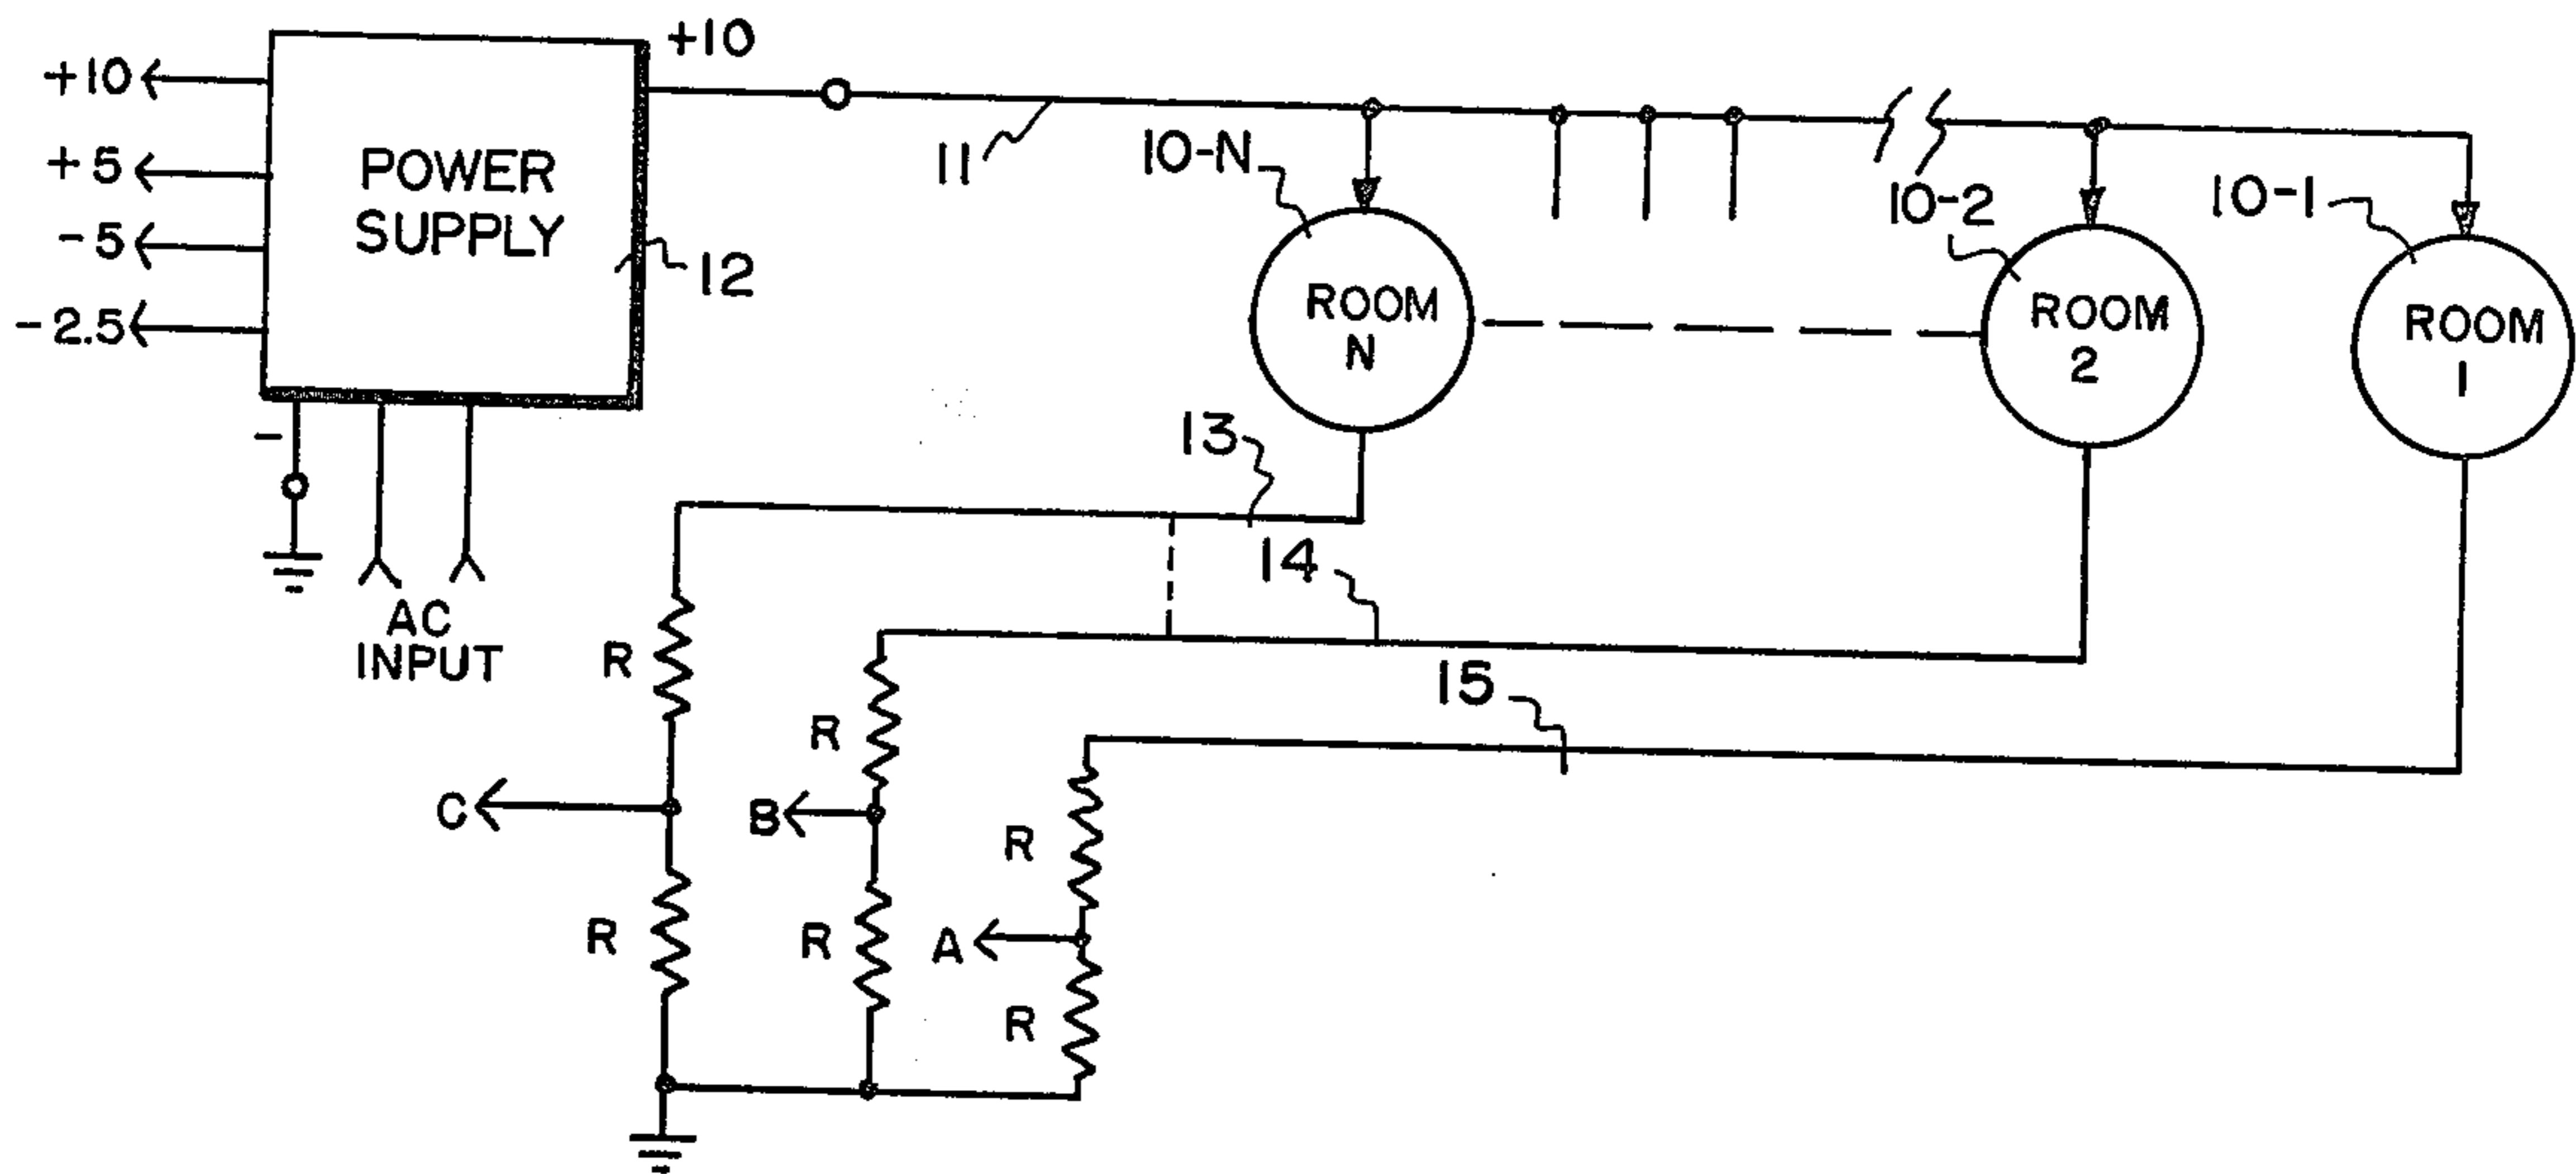 +10
+10
+5
-5
-2.5
POWER
SUPPLY
12
-
AC
INPUT
11
10-N
10-2
10-1
ROOM
N
ROOM
2
ROOM
1
13
14
15
R
R
R
C
B
A
R
R
R